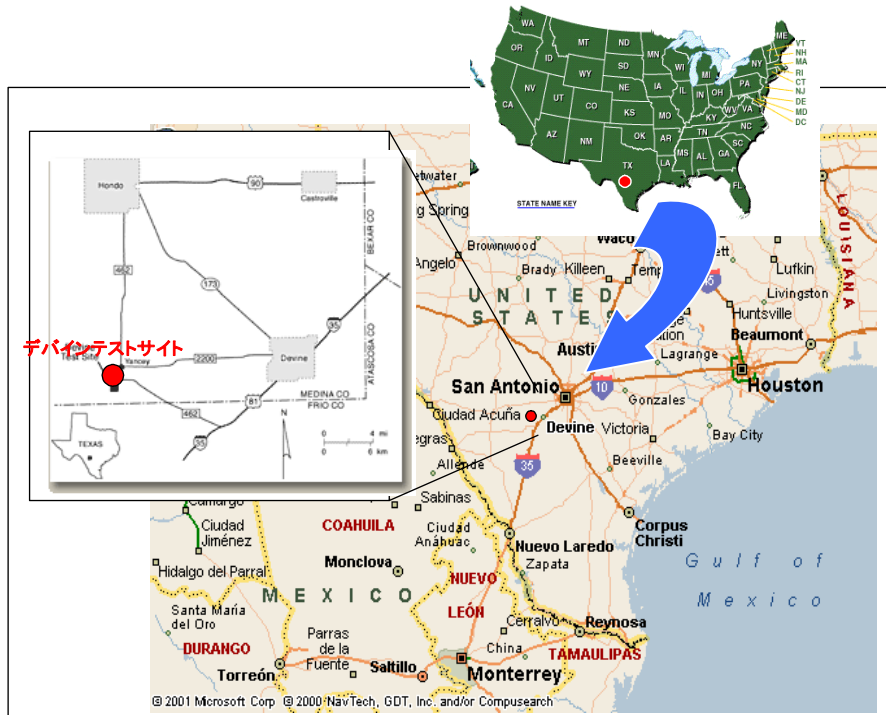 WA
MT
ND
MN
ME
VT
NH
MA
RI
CT
NJ
DE
MD
DC
OR
ID
WY
SD
WI
MI
NY
PA
NV
UT
CO
NE
IA
IL
IN
OH
WV
VA
CA
KS
MO
KY
NC
AZ
NM
OK
AR
TN
SC
TX
LA
MS
AL
GA
FL
STATE NAME KEY
Hondo
90
Castroville
BEXAR CO
462
173
35
デバインテストサイト
Test Site
Yancey
2200
Devine
ATASCOSA CO
MEDINA CO
FRIO CO
81
462
35
N
TEXAS
0 4 mi
0 6 km
Spring
Angelo
Brownwood
Waco
Brady
Killeen
Lufkin
Livingston
LOUISIANA
UNITED
STATES
45
Huntsville
Beaumont
Lagrange
San Antonio
10
Houston
Gonzales
Ciudad Acuña
Devine
Victoria
Bay City
35
Beeville
Allende
Sabinas
Camargo
COAHUILA
Ciudad
Anáhuac
Corpus
Christi
Ciudad
Jiménez
Nuevo Laredo
Hidalgo del Parral
Monclova
Zapata
Gulf of
Mexico
MEXICO
NUEVO
LEÓN
Santa María
del Oro
Cerralvo
Reynosa
DURANGO
Parras
de la
Fuente
China
TAMAULIPAS
Torreón
Saltillo
Monterrey
© 2001 Microsoft Corp © 2000 NavTech, GDT, Inc. and/or Compusearch